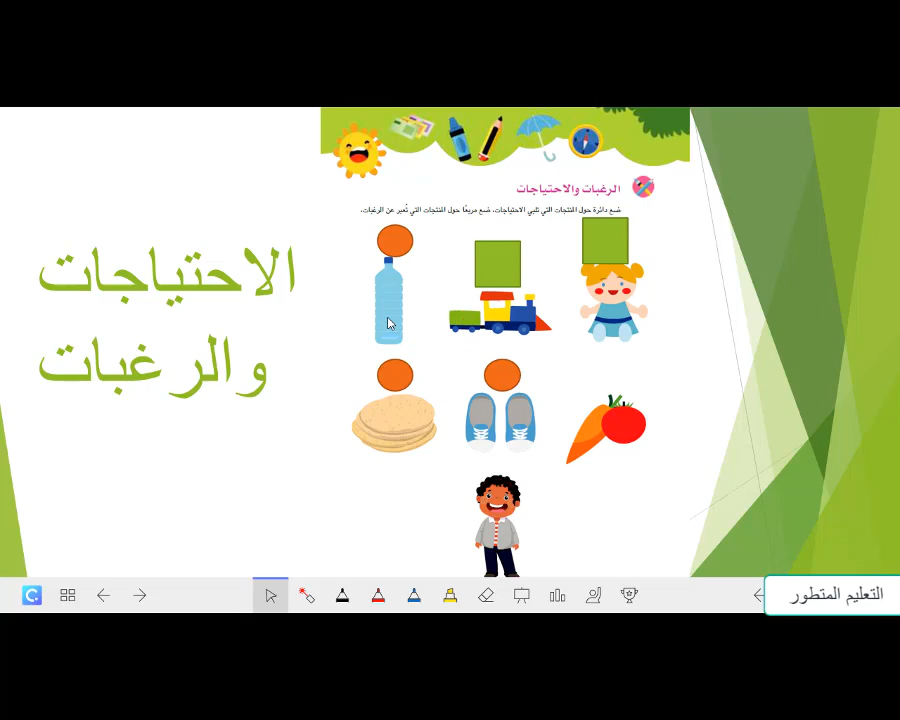 الرغبات والاحتياجات
ضع دائرة حول المنتجات التي تلبي الاحتياجات، ضع مربعًا حول المنتجات التي تُعبر عن الرغبات.
الاحتياجات
والرغبات
التعليم المتطور